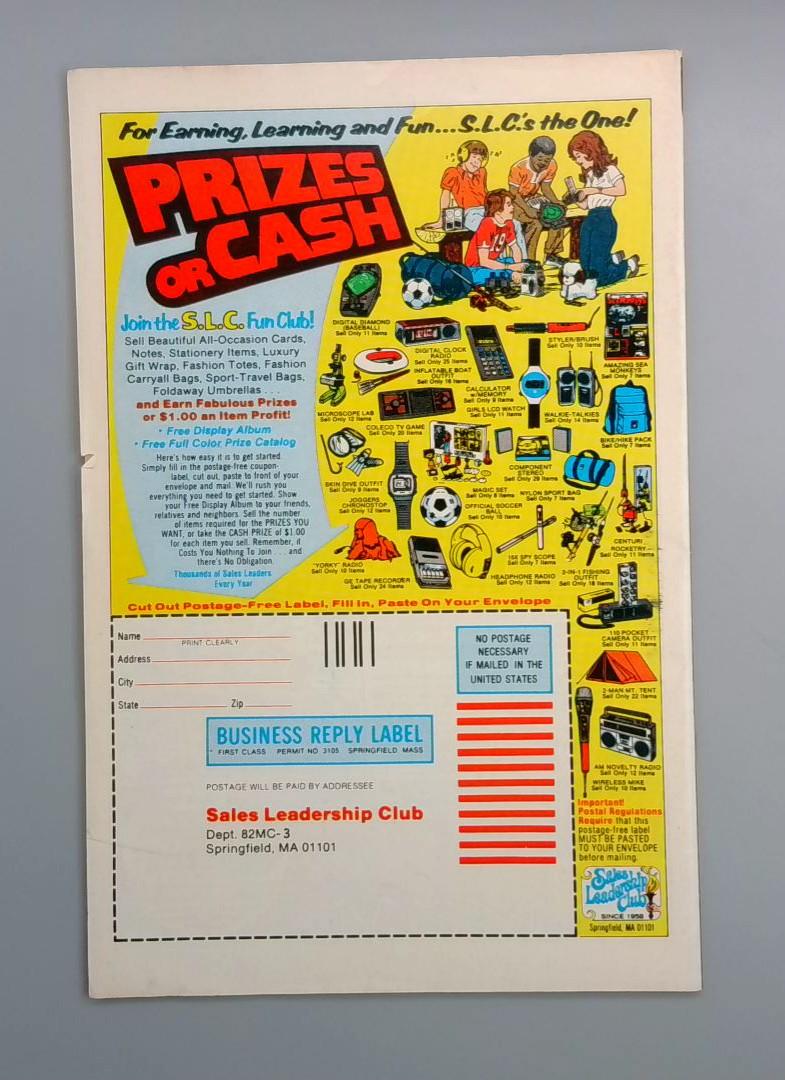 For Earning, Learning and Fun...S.L.C.'s the One!
PRIZES
OR CASH
Join the S.L.C. Fun Club!
Sell Beautiful All-Occasion Cards,
Notes, Stationery Items, Luxury
Gift Wrap, Fashion Totes, Fashion
Carryall Bags, Sport-Travel Bags,
Foldaway Umbrellas . . .
and Earn Fabulous Prizes
or $1.00 an Item Profit!
• Free Display Album
• Free Full Color Prize Catalog
Here's how easy it is to get started.
Simply fill in the postage-free coupon-
label, cut out, paste to front of your
envelope and mail. We'll rush you
everything you need to get started. Show
your Free Display Album to your friends,
relatives and neighbors. Sell the number
of items required for the PRIZES YOU
WANT, or take the CASH PRIZE of $1.00
for each item you sell. Remember, it
Costs You Nothing To Join . . . and
there's No Obligation.
Thousands of Sales Leaders
Every Year
19
DIGITAL DIAMOND
(BASEBALL)
Sell Only 11 Items
DIGITAL CLOCK
RADIO
Sell Only 25 Items
STYLER/BRUSH
Sell Only 10 Items
AMAZING SEA
MONKEYS
Sell Only 7 Items
INFLATABLE BOAT
OUTFIT
Sell Only 16 Items
CALCULATOR
w/MEMORY
Sell Only 9 Items
MICROSCOPE LAB
Sell Only 12 Items
GIRLS LCD WATCH
Sell Only 11 Items
WALKIE-TALKIES
Sell Only 14 Items
COLECO TV GAME
Sell Only 20 Items
BIKE/HIKE PACK
Sell Only 7 Items
COMPONENT
STEREO
Sell Only 29 Items
SKIN DIVE OUTFIT
Sell Only 9 Items
MAGIC SET
Sell Only 8 Items
NYLON SPORT BAG
Sell Only 7 Items
JOGGERS
CHRONOSTOP
Sell Only 12 Items
OFFICIAL SOCCER
BALL
Sell Only 10 Items
CENTURI
ROCKETRY
Sell Only 11 Items
15X SPY SCOPE
Sell Only 7 Items
"YORKY" RADIO
Sell Only 10 Items
GE TAPE RECORDER
Sell Only 24 Items
HEADPHONE RADIO
Sell Only 12 Items
2-IN-1 FISHING
OUTFIT
Sell Only 18 Items
110 POCKET
CAMERA OUTFIT
Sell Only 11 Items
2-MAN MT. TENT
Sell Only 22 Items
AM NOVELTY RADIO
Sell Only 12 Items
WIRELESS MIKE
Sell Only 10 Items
Cut Out Postage-Free Label, Fill In, Paste On Your Envelope
Name
PRINT CLEARLY
Address
City
State Zip
NO POSTAGE
NECESSARY
IF MAILED IN THE
UNITED STATES
BUSINESS REPLY LABEL
FIRST CLASS PERMIT NO 3105 SPRINGFIELD. MASS
POSTAGE WILL BE PAID BY ADDRESSEE
Sales Leadership Club
Dept. 82MC-3
Springfield, MA 01101
Important!
Postal Regulations
Require that this
postage-free label
MUST BE PASTED
TO YOUR ENVELOPE
before mailing.
Sales
Leadership
Club
SINCE 1958
Springfield, MA 01101